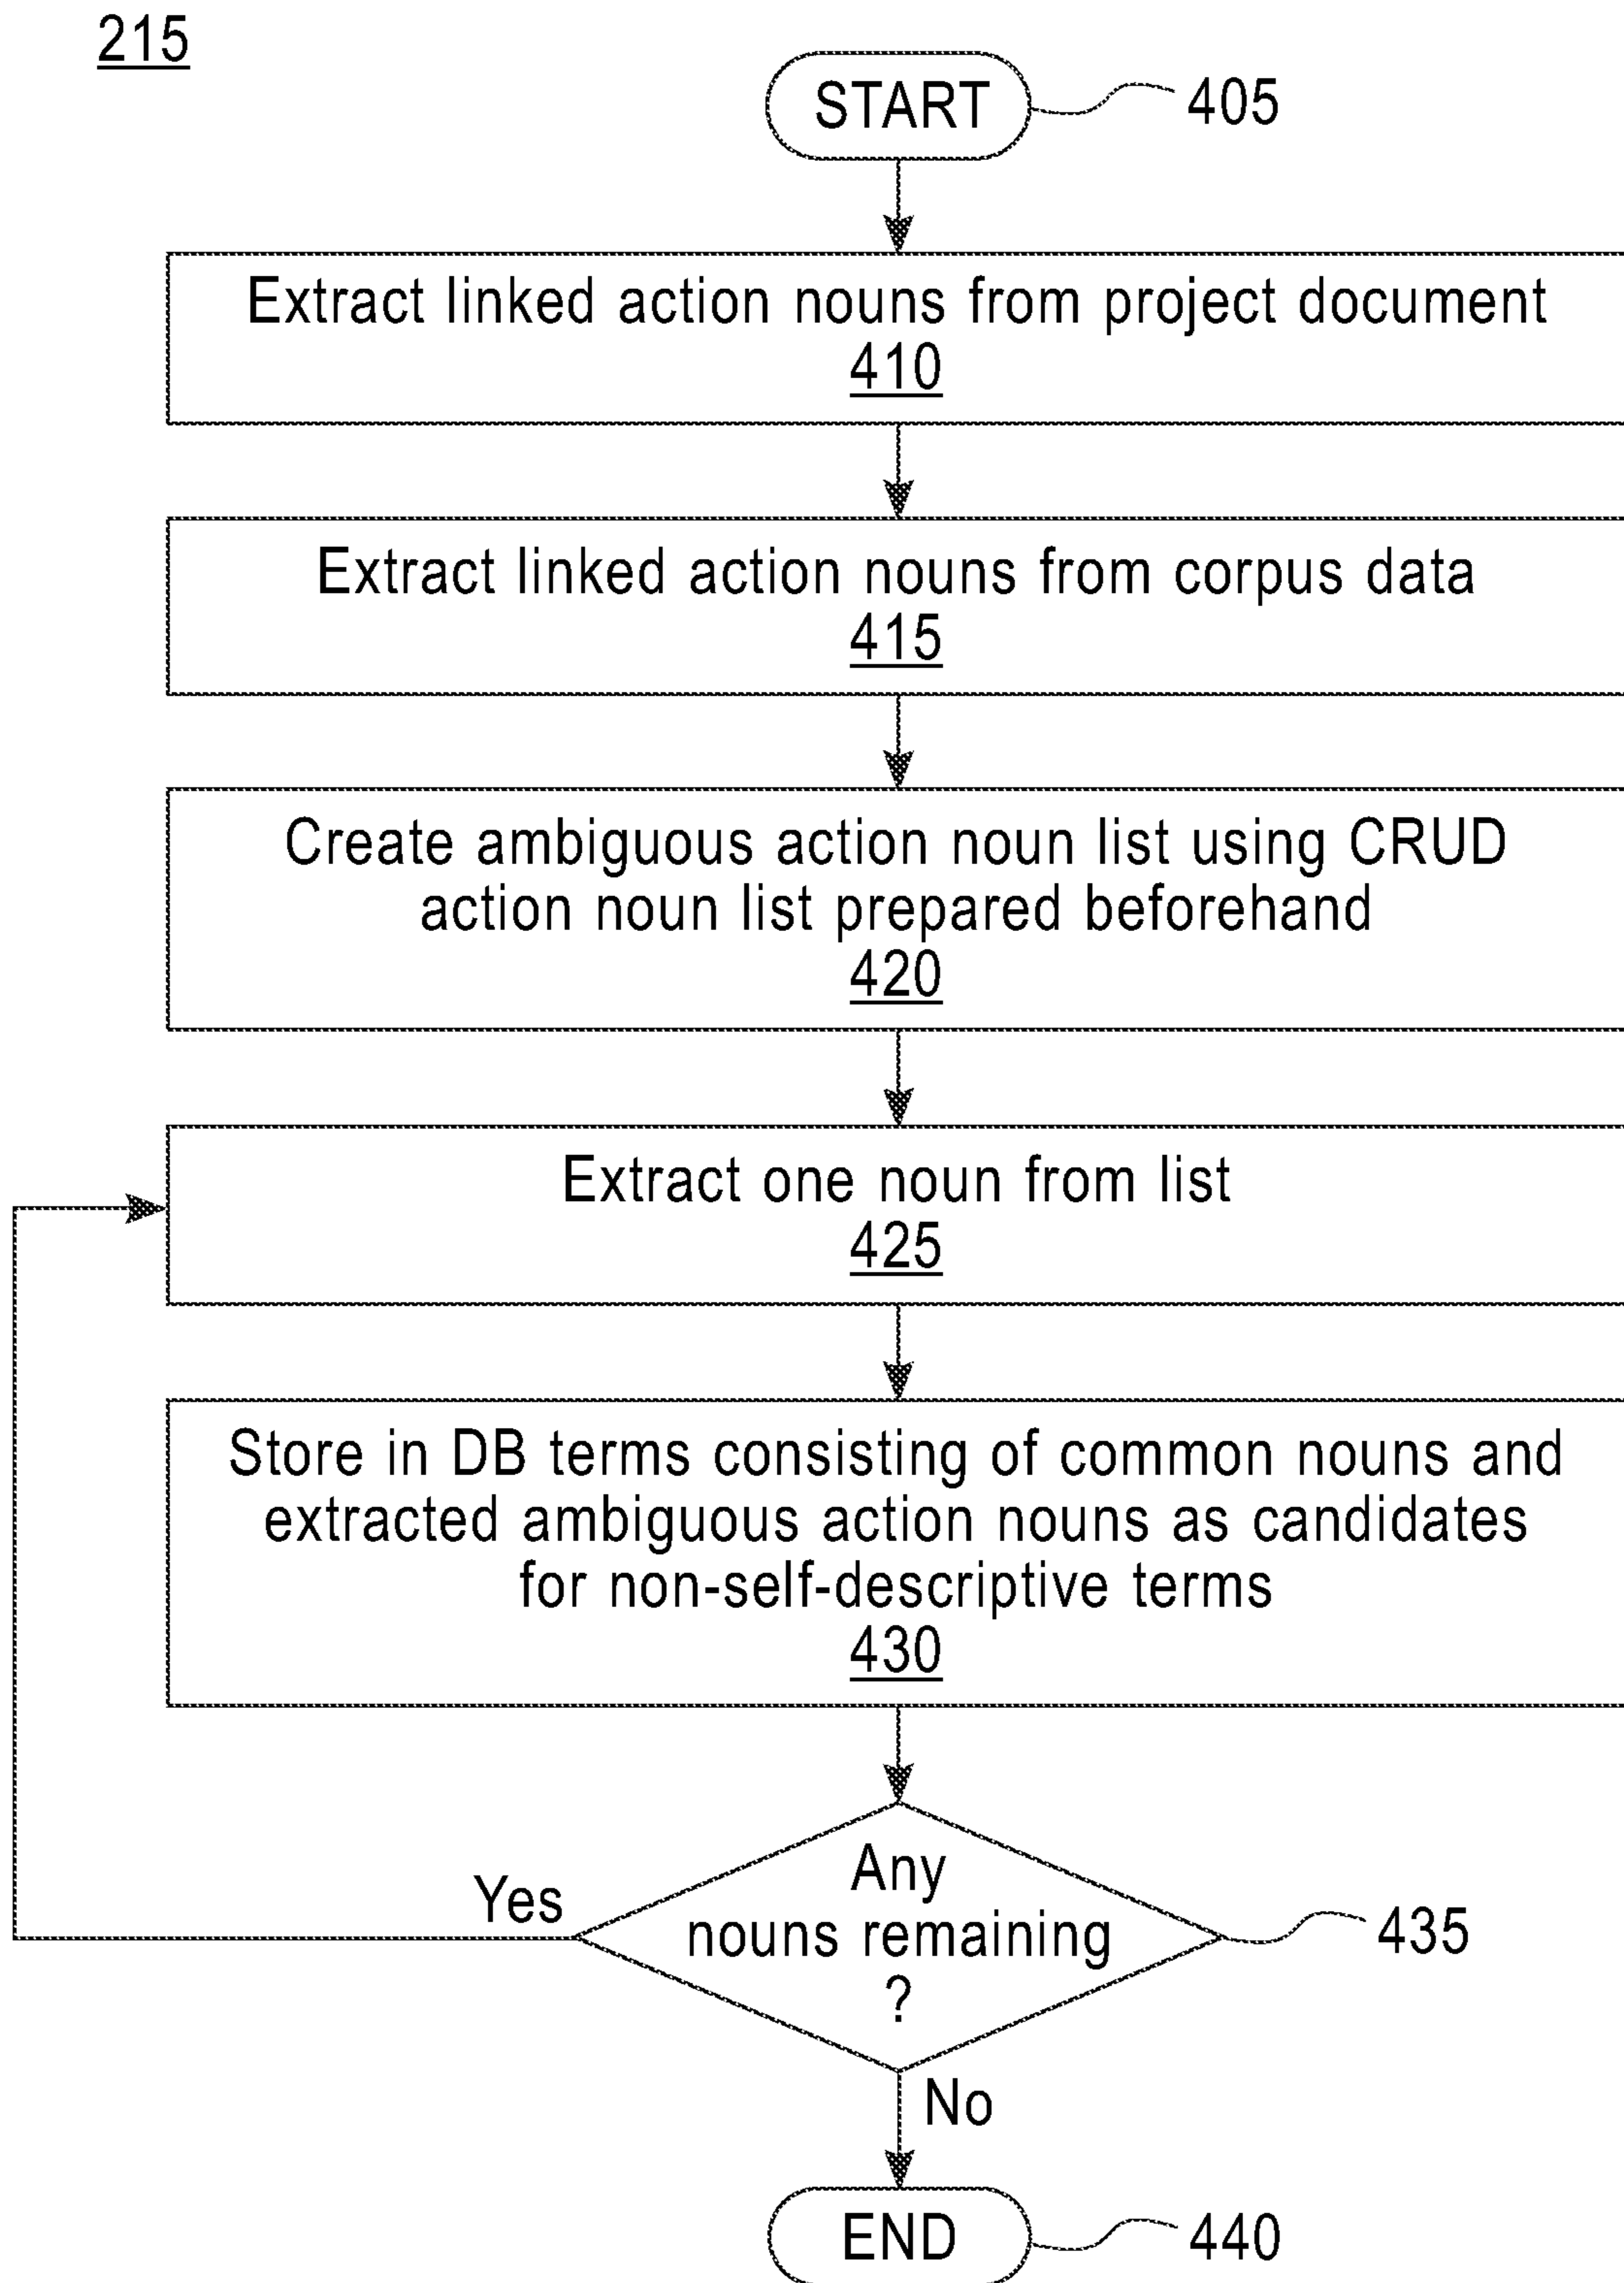 215
START
405
Extract linked action nouns from project document
410
Extract linked action nouns from corpus data
415
Create ambiguous action noun list using CRUD
action noun list prepared beforehand
420
Extract one noun from list
425
Store in DB terms consisting of common nouns and
extracted ambiguous action nouns as candidates
for non-self-descriptive terms
430
Any
nouns remaining
?
Yes
435
No
END
440